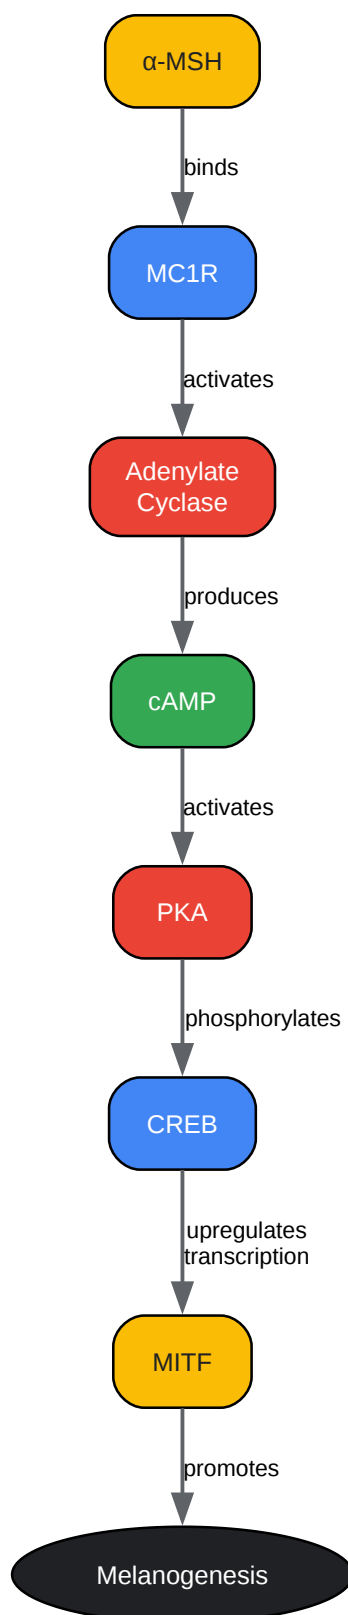 α-MSH
binds
MC1R
activates
Adenylate
Cyclase
produces
cAMP
activates
PKA
phosphorylates
CREB
upregulates
transcription
MITF
promotes
Melanogenesis